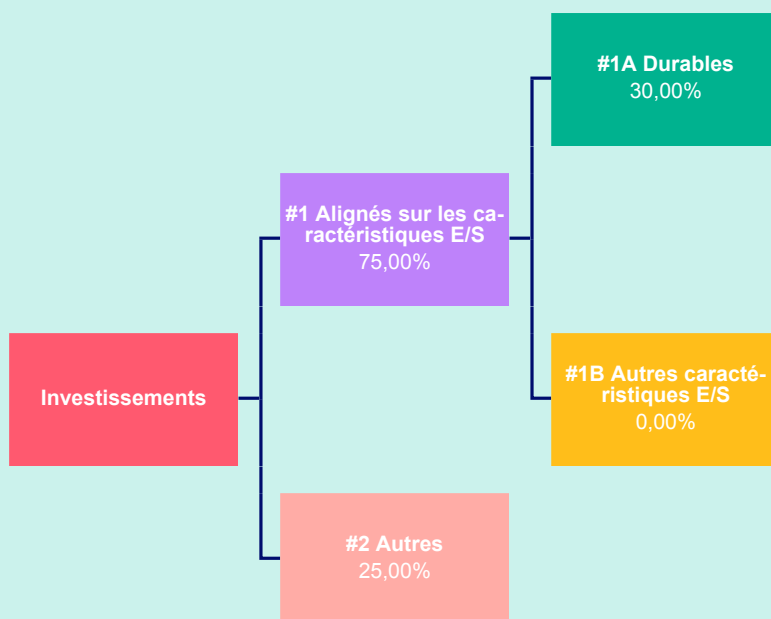 #1A Durables
30,00%
#1 Alignés sur les ca-
ractéristiques E/S
75,00%
Investissements
#1B Autres caracté-
ristiques E/S
0,00%
#2 Autres
25,00%